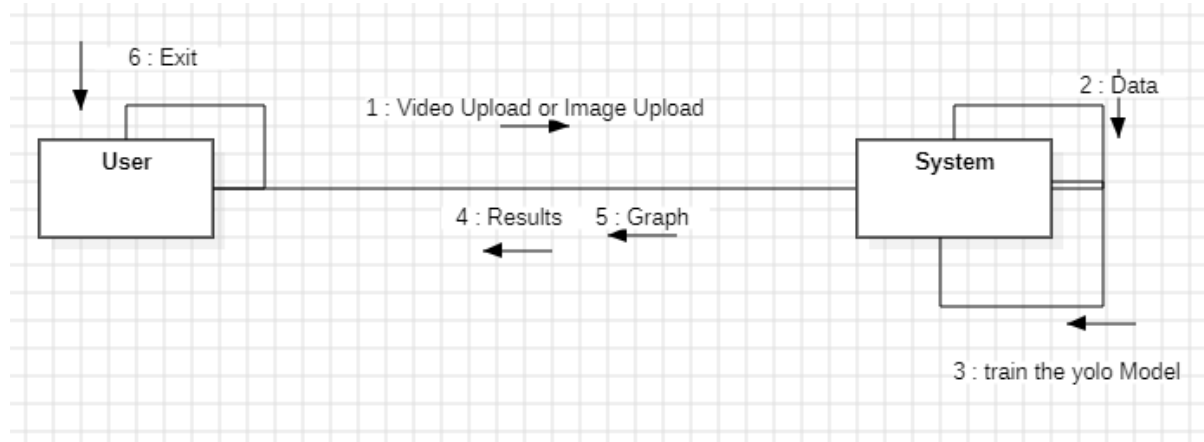 6 : Exit
2 : Data
1 : Video Upload or Image Upload
User
System
4 : Results
5 : Graph
3 : train the yolo Model